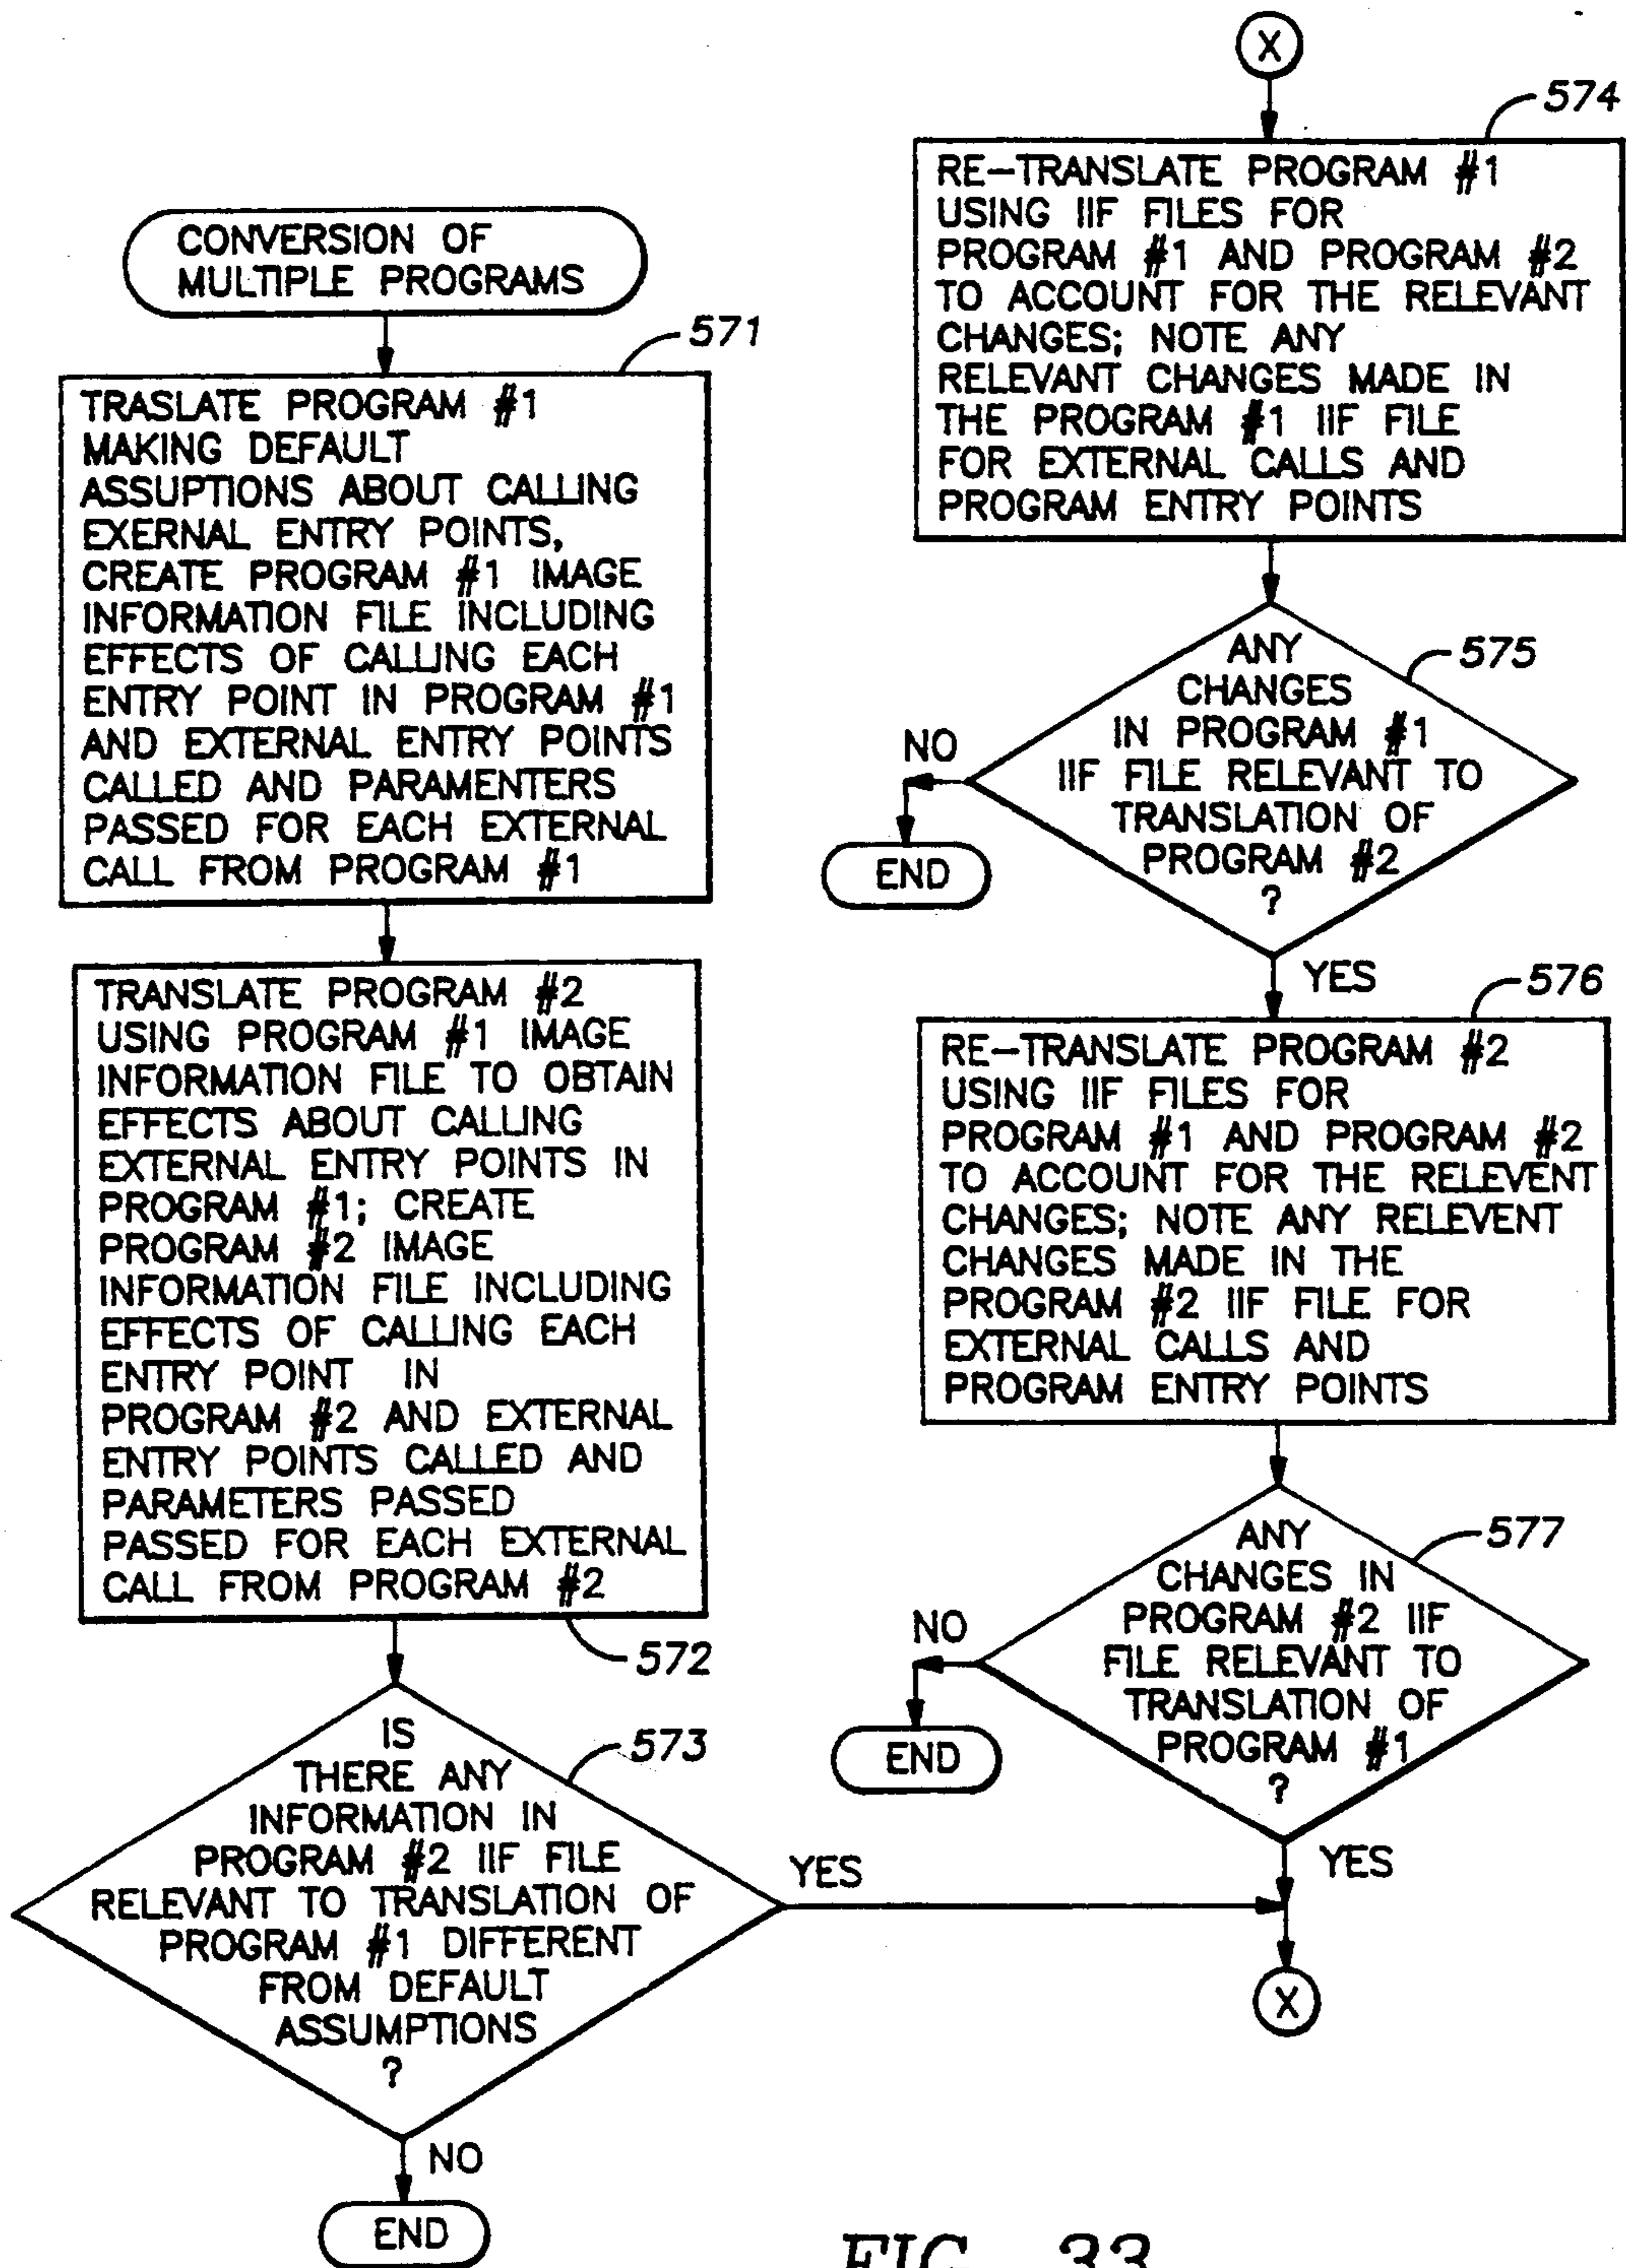 CONVERSION OF
MULTIPLE PROGRAMS
571
TRASLATE PROGRAM #1
MAKING DEFAULT
ASSUPTIONS ABOUT CALLING
EXERNAL ENTRY POINTS,
CREATE PROGRAM #1 IMAGE
INFORMATION FILE INCLUDING
EFFECTS OF CALLING EACH
ENTRY POINT IN PROGRAM #1
AND EXTERNAL ENTRY POINTS
CALLED AND PARAMENTERS
PASSED FOR EACH EXTERNAL
CALL FROM PROGRAM #1
TRANSLATE PROGRAM #2
USING PROGRAM #1 IMAGE
INFORMATION FILE TO OBTAIN
EFFECTS ABOUT CALLING
EXTERNAL ENTRY POINTS IN
PROGRAM #1; CREATE
PROGRAM #2 IMAGE
INFORMATION FILE INCLUDING
EFFECTS OF CALLING EACH
ENTRY POINT IN
PROGRAM #2 AND EXTERNAL
ENTRY POINTS CALLED AND
PARAMETERS PASSED
PASSED FOR EACH EXTERNAL
CALL FROM PROGRAM #2
572
573
IS
THERE ANY
INFORMATION IN
PROGRAM #2 IIF FILE
RELEVANT TO TRANSLATION OF
PROGRAM #1 DIFFERENT
FROM DEFAULT
ASSUMPTIONS
?
YES
NO
END
X
574
RE-TRANSLATE PROGRAM #1
USING IIF FILES FOR
PROGRAM #1 AND PROGRAM #2
TO ACCOUNT FOR THE RELEVANT
CHANGES; NOTE ANY
RELEVANT CHANGES MADE IN
THE PROGRAM #1 IIF FILE
FOR EXTERNAL CALLS AND
PROGRAM ENTRY POINTS
575
ANY
CHANGES
IN PROGRAM #1
IIF FILE RELEVANT TO
TRANSLATION OF
PROGRAM #2
?
NO
END
YES
576
RE-TRANSLATE PROGRAM #2
USING IIF FILES FOR
PROGRAM #1 AND PROGRAM #2
TO ACCOUNT FOR THE RELEVENT
CHANGES; NOTE ANY RELEVENT
CHANGES MADE IN THE
PROGRAM #2 IIF FILE FOR
EXTERNAL CALLS AND
PROGRAM ENTRY POINTS
577
ANY
CHANGES IN
PROGRAM #2 IIF
FILE RELEVANT TO
TRANSLATION OF
PROGRAM #1
?
NO
END
YES
X
FIG. 33